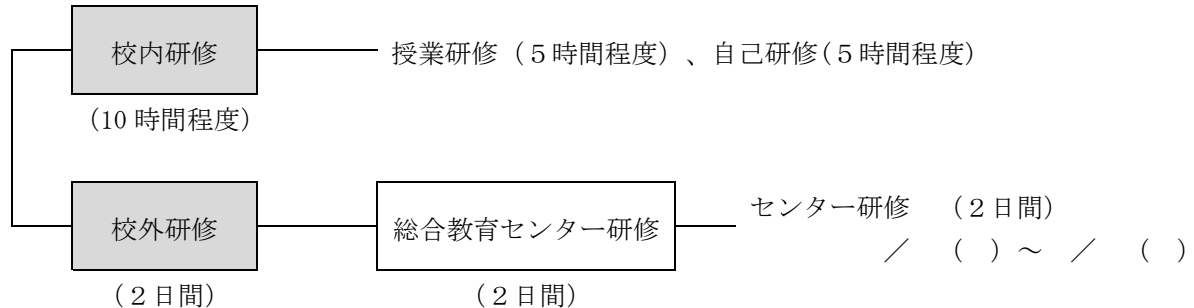 校内研修
授業研修（５時間程度）、自己研修（５時間程度）
（10 時間程度）
校外研修
総合教育センター研修
センター研修　（２日間）
／　（　）～　／　（　）
（２日間）
（２日間）